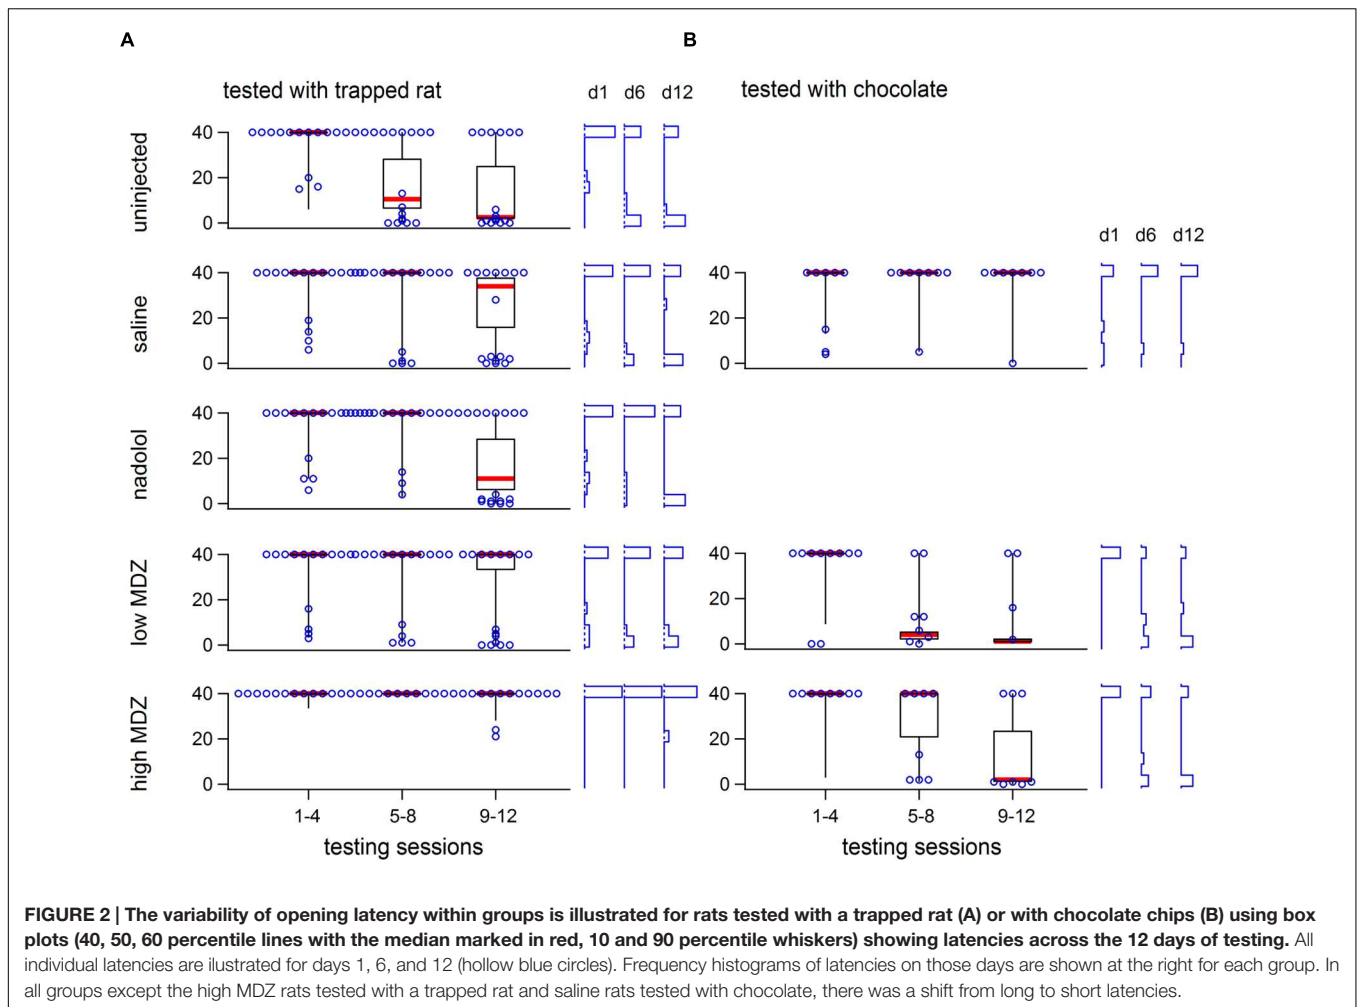 A
B
tested with trapped rat
d1 d6 d12
tested with chocolate
uninjected
40
20
0
d1 d6 d12
saline
40
20
0
40
20
0
nadolol
40
20
0
low MDZ
40
20
0
40
20
0
high MDZ
40
20
0
40
20
0
1-4 5-8 9-12
1-4 5-8 9-12
testing sessions
testing sessions
FIGURE 2 | The variability of opening latency within groups is illustrated for rats tested with a trapped rat (A) or with chocolate chips (B) using box
plots (40, 50, 60 percentile lines with the median marked in red, 10 and 90 percentile whiskers) showing latencies across the 12 days of testing. All
individual latencies are ilustrated for days 1, 6, and 12 (hollow blue circles). Frequency histograms of latencies on those days are shown at the right for each group. In
all groups except the high MDZ rats tested with a trapped rat and saline rats tested with chocolate, there was a shift from long to short latencies.